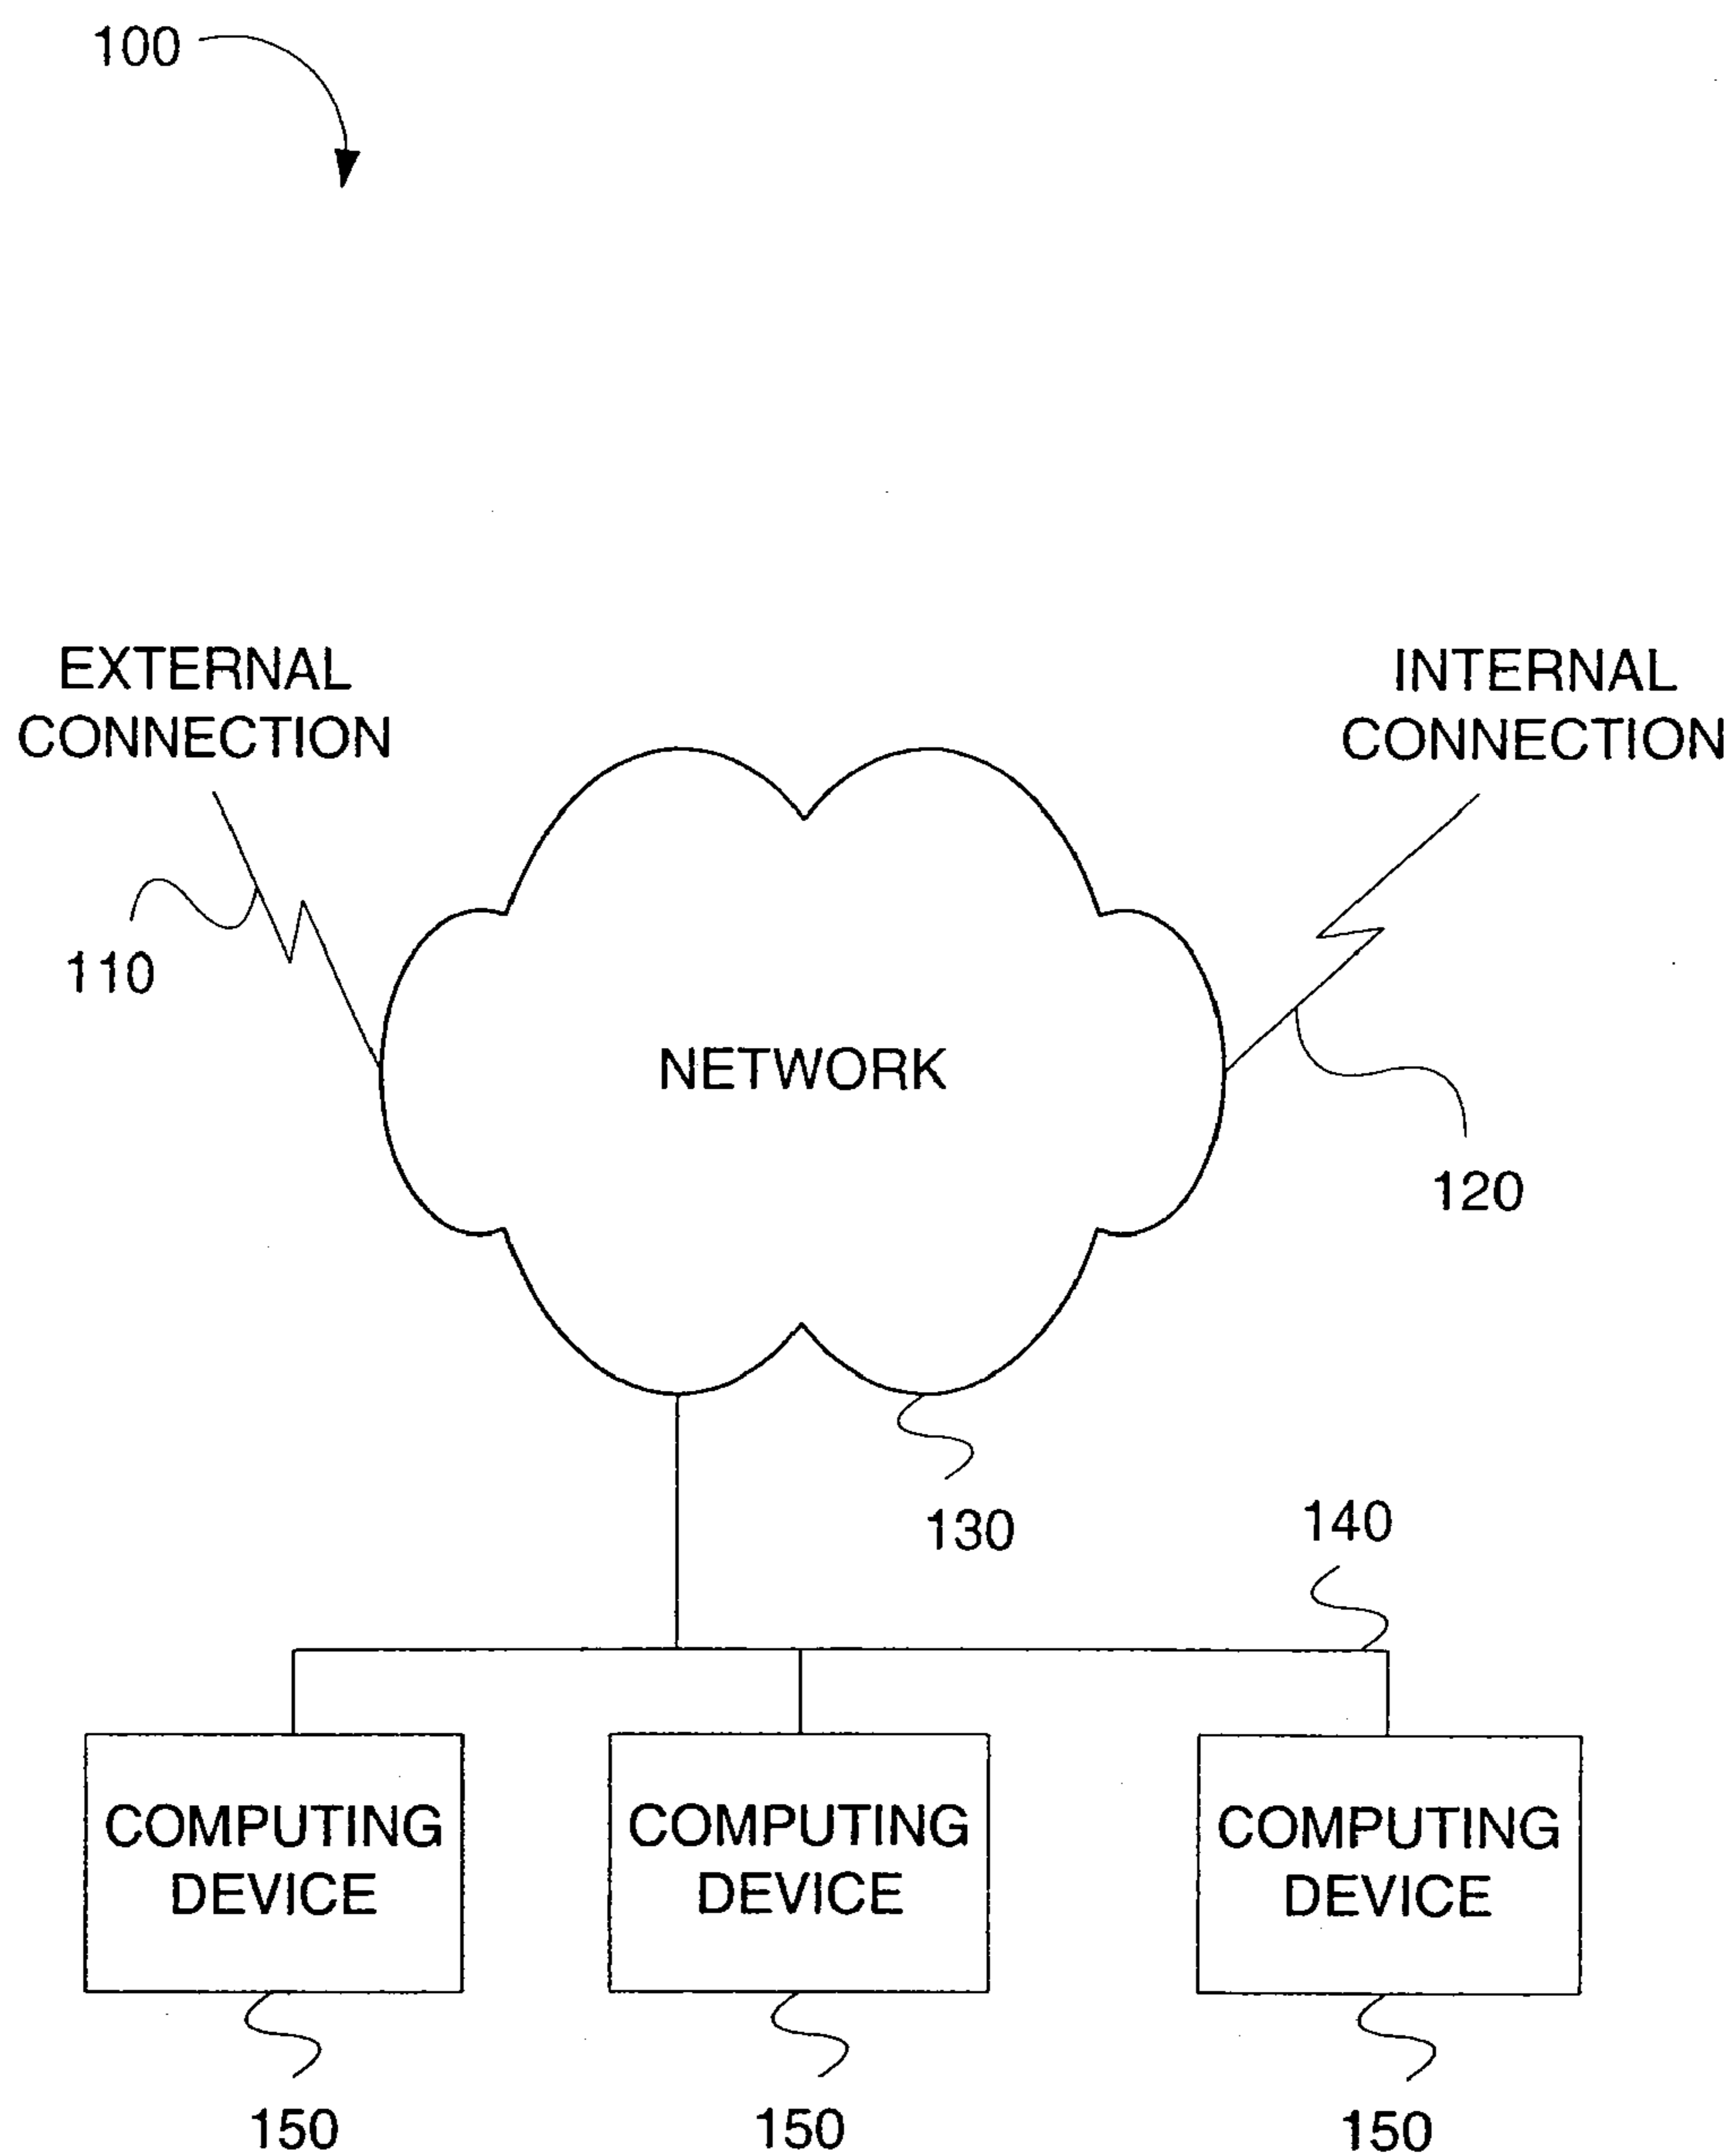 100
EXTERNAL
CONNECTION
INTERNAL
CONNECTION
110
NETWORK
120
130
140
COMPUTING
DEVICE
COMPUTING
DEVICE
COMPUTING
DEVICE
150
150
150